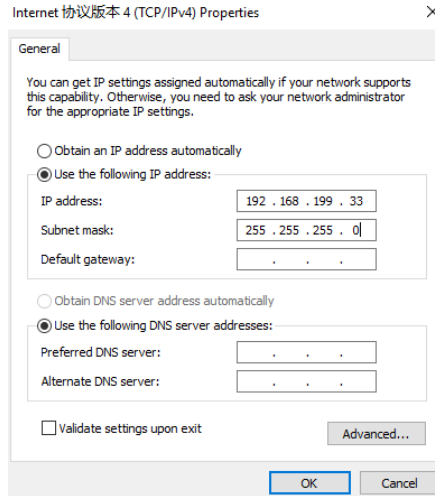 Internet 协议版本 4 (TCP/IPv4) Properties
General
You can get IP settings assigned automatically if your network supports
this capability. Otherwise, you need to ask your network administrator
for the appropriate IP settings.
Obtain an IP address automatically
Use the following IP address:
IP address: 192 . 168 . 199 . 33
Subnet mask: 255 . 255 . 255 . 0
Default gateway: . . .
Obtain DNS server address automatically
Use the following DNS server addresses:
Preferred DNS server: . . .
Alternate DNS server: . . .
Validate settings upon exit
Advanced...
OK Cancel